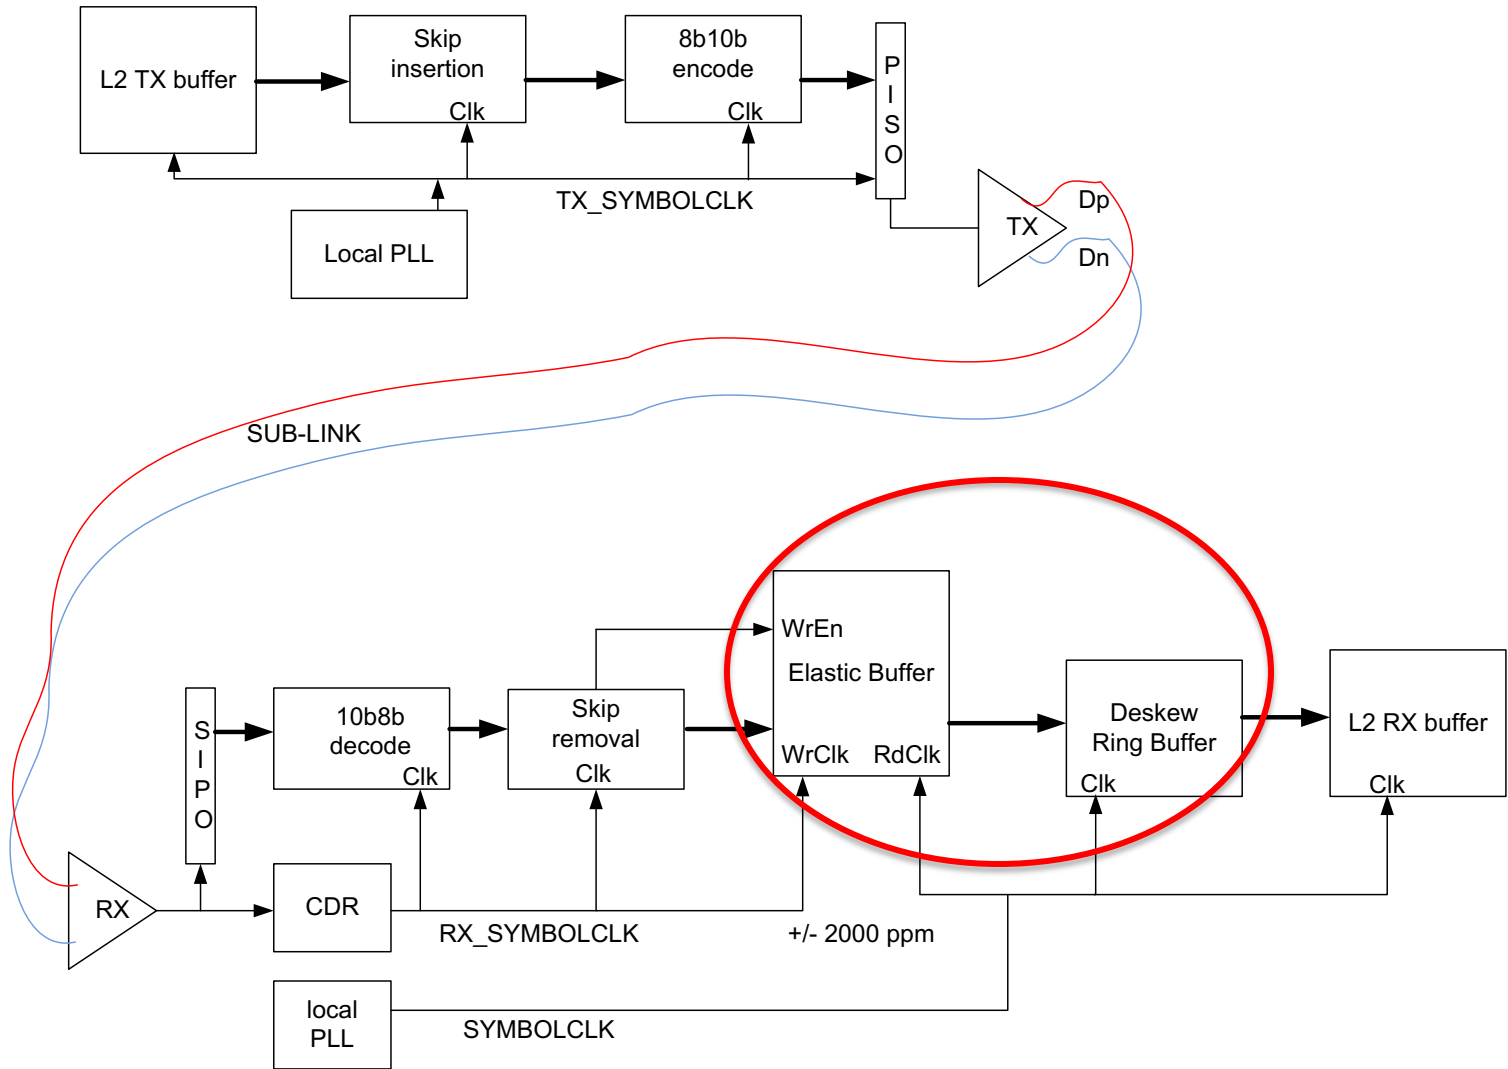 L2 TX buffer
Skip
insertion
Clk
8b10b
encode
Clk
P
I
S
O
TX_SYMBOLCLK
Local PLL
TX
Dp
Dn
SUB-LINK
S
I
P
O
10b8b
decode
Clk
Skip
removal
Clk
WrEn
Elastic Buffer
WrClk RdClk
Deskew
Ring Buffer
Clk
L2 RX buffer
Clk
RX
CDR
RX_SYMBOLCLK
+/- 2000 ppm
local
PLL
SYMBOLCLK